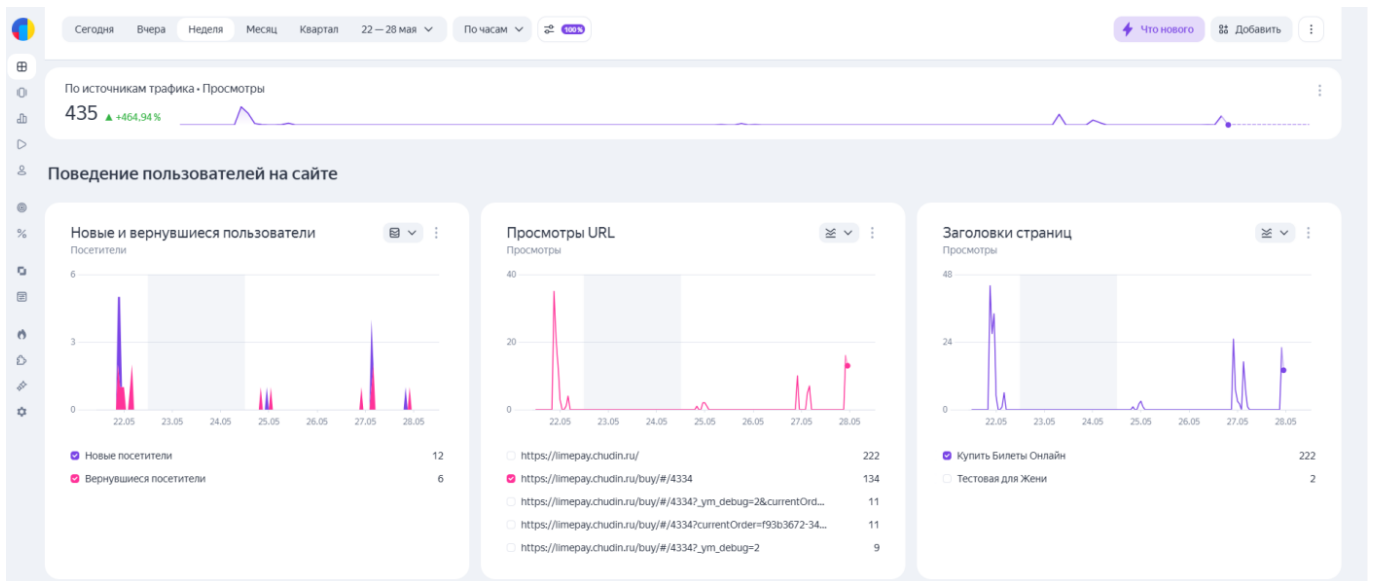 Сегодня Вчера Неделя Месяц Квартал 22 — 28 мая По часам 100% Что нового Добавить
По источникам трафика • Просмотры
435 ▲ +464,94 %
Поведение пользователей на сайте
Новые и вернувшиеся пользователи
Посетители
6
3
0
22.05 23.05 24.05 25.05 26.05 27.05 28.05
Новые посетители 12
Вернувшиеся посетители 6
Просмотры URL
Просмотры
40
20
0
22.05 23.05 24.05 25.05 26.05 27.05 28.05
https://limepay.chudin.ru/ 222
https://limepay.chudin.ru/buy/#/4334 134
https://limepay.chudin.ru/buy/#/4334?_ym_debug=2&currentOrd... 11
https://limepay.chudin.ru/buy/#/4334?currentOrder=f93b3672-34... 11
https://limepay.chudin.ru/buy/#/4334?_ym_debug=2 9
Заголовки страниц
Просмотры
48
24
0
22.05 23.05 24.05 25.05 26.05 27.05 28.05
Купить Билеты Онлайн 222
Тестовая для Жени 2